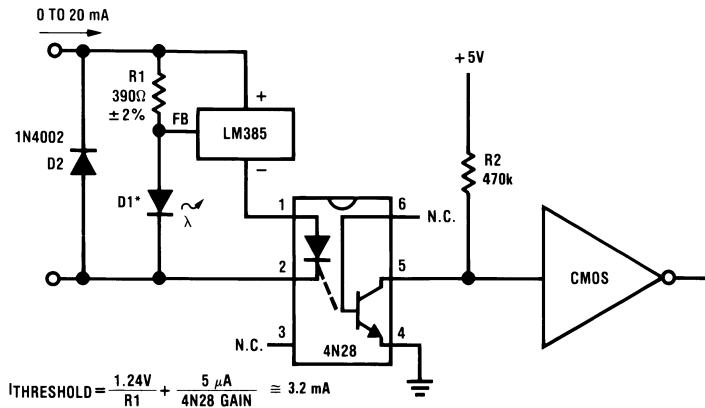 0 TO 20 mA
R1
390Ω
±2%
FB
+
LM385
−
1N4002
D2
D1*
λ
+5V
R2
470k
1
6
N.C.
2
5
CMOS
3
N.C.
4
4N28
ITHRESHOLD = 1.24V / R1 + 5 μA / 4N28 GAIN ≅ 3.2 mA